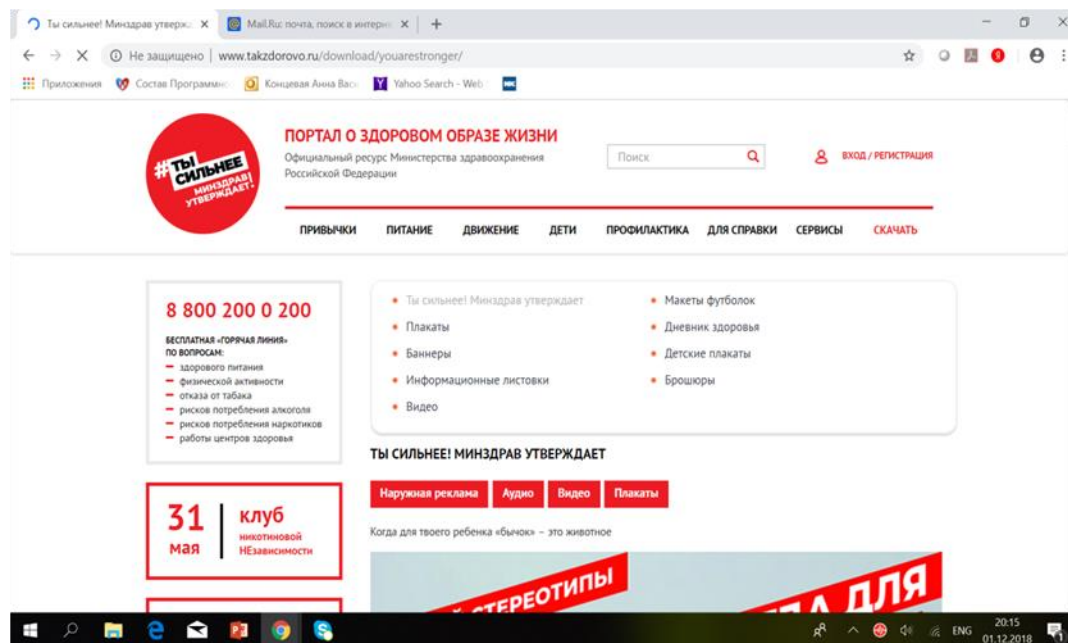 Ты сильнее! Минздрав утвержд
Mail.Ru: почта, поиск в интерне
Не защищено | www.takzdorovo.ru/download/youarestronger/
Приложения
Состав Программн
Концевая Анна Вас
Yahoo Search - Web
#ТЫ
СИЛЬНЕЕ
МИНЗДРАВ
УТВЕРЖДАЕТ!
ПОРТАЛ О ЗДОРОВОМ ОБРАЗЕ ЖИЗНИ
Официальный ресурс Министерства здравоохранения
Российской Федерации
Поиск
ВХОД / РЕГИСТРАЦИЯ
ПРИВЫЧКИ ПИТАНИЕ ДВИЖЕНИЕ ДЕТИ ПРОФИЛАКТИКА ДЛЯ СПРАВКИ СЕРВИСЫ СКАЧАТЬ
8 800 200 0 200
БЕСПЛАТНАЯ «ГОРЯЧАЯ ЛИНИЯ»
ПО ВОПРОСАМ:
здорового питания
физической активности
отказа от табака
рисков потребления алкоголя
рисков потребления наркотиков
работы центров здоровья
31
мая
клуб
никотиновой
НЕзависимости
Ты сильнее! Минздрав утверждает
Плакаты
Баннеры
Информационные листовки
Видео
Макеты футболок
Дневник здоровья
Детские плакаты
Брошюры
ТЫ СИЛЬНЕЕ! МИНЗДРАВ УТВЕРЖДАЕТ
Наружная реклама Аудио Видео Плакаты
Когда для твоего ребенка «бычок» – это животное
СТЕРЕОТИПЫ
ДЛЯ
ENG
20:15
01.12.2018